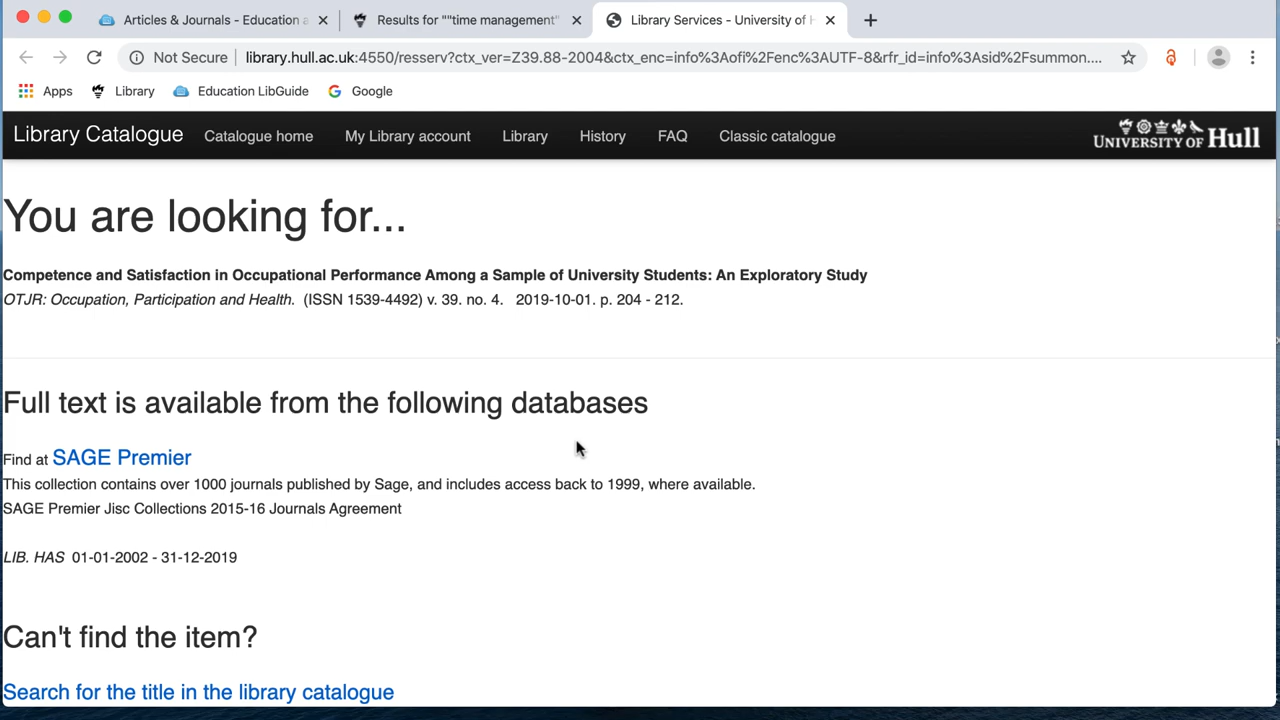 Articles & Journals - Education a
Results for ""time management"
Library Services - University of H
Not Secure
library.hull.ac.uk:4550/resserv?ctx_ver=Z39.88-2004&ctx_enc=info%3Aofi%2Fenc%3AUTF-8&rfr_id=info%3Asid%2Fsummon....
Apps
Library
Education LibGuide
Google
Library Catalogue
Catalogue home
My Library account
Library
History
FAQ
Classic catalogue
UNIVERSITY OF Hull
You are looking for...
Competence and Satisfaction in Occupational Performance Among a Sample of University Students: An Exploratory Study
OTJR: Occupation, Participation and Health. (ISSN 1539-4492) v. 39. no. 4. 2019-10-01. p. 204 - 212.
Full text is available from the following databases
Find at SAGE Premier
This collection contains over 1000 journals published by Sage, and includes access back to 1999, where available.
SAGE Premier Jisc Collections 2015-16 Journals Agreement
LIB. HAS 01-01-2002 - 31-12-2019
Can't find the item?
Search for the title in the library catalogue